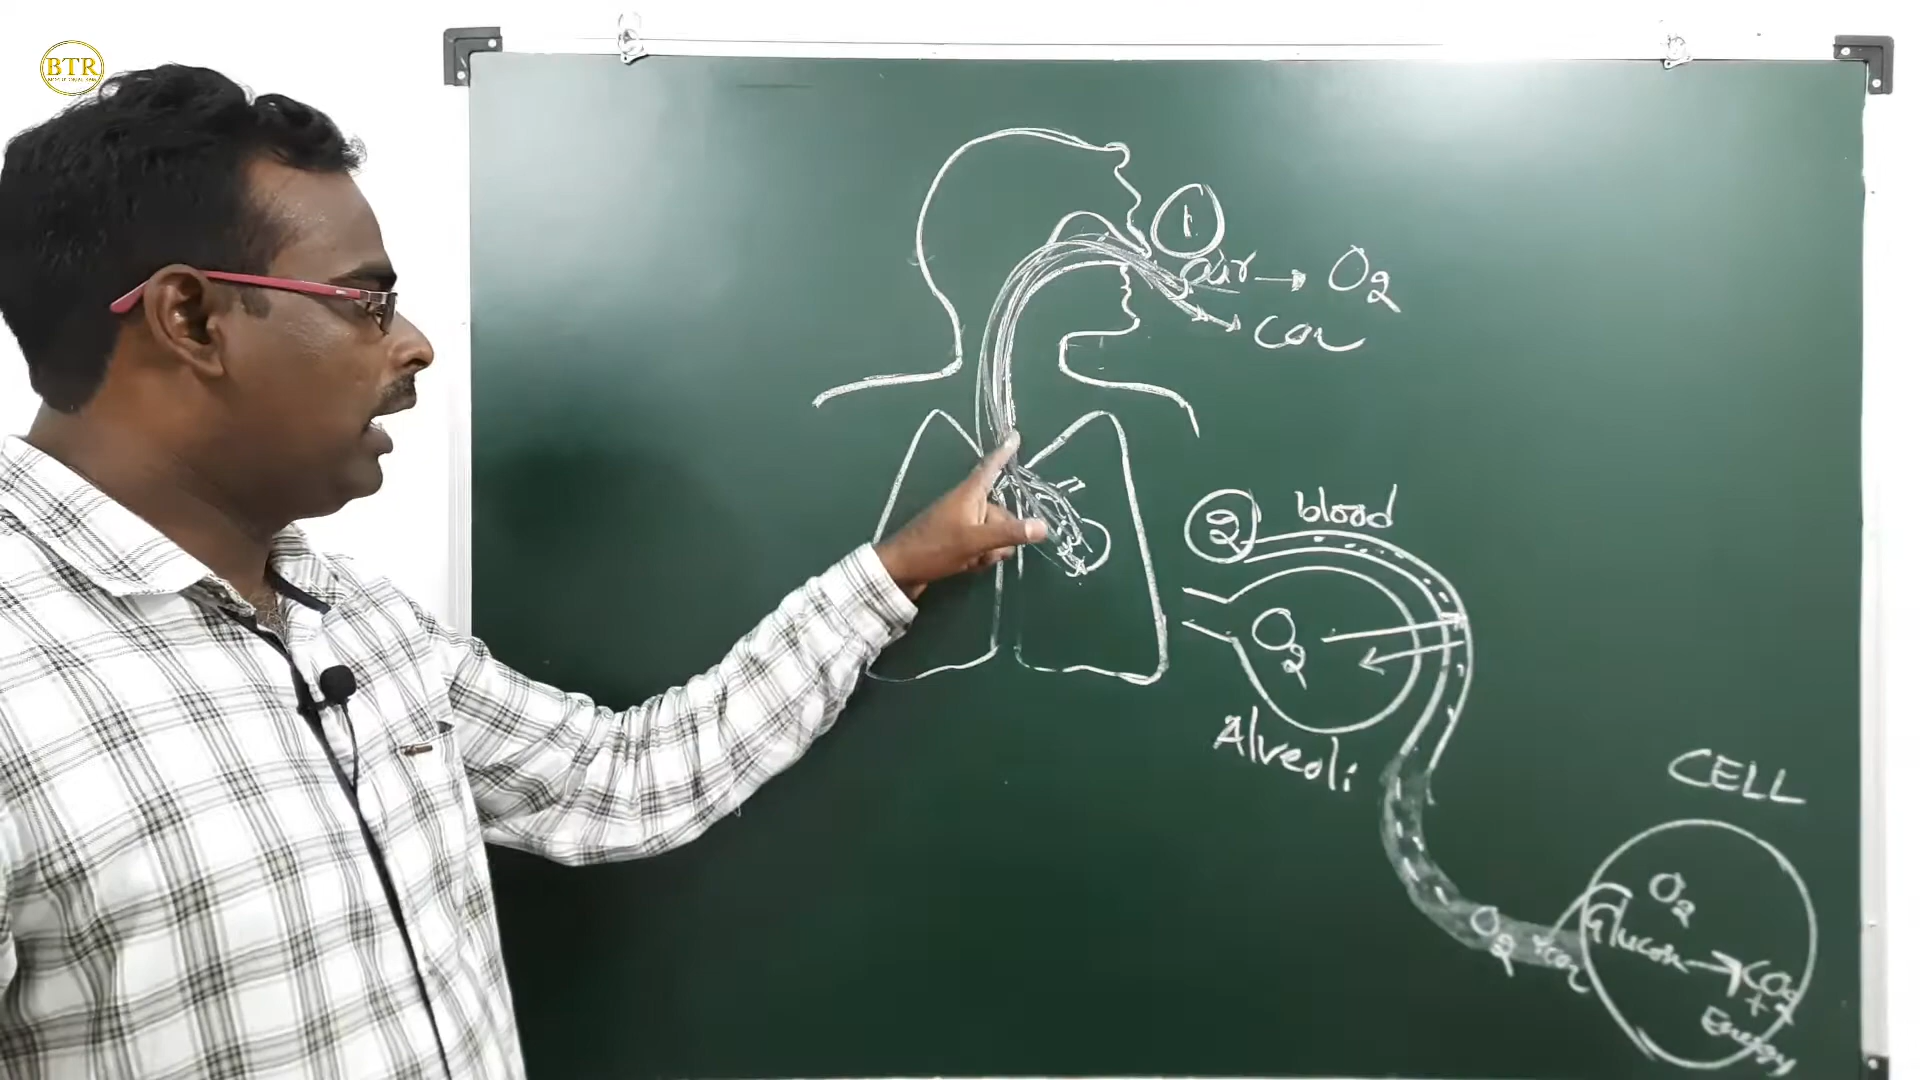 BTR
1
air → O2
CO2
2
blood
O2
Alveoli
CELL
O2
Glucose → CO2
+
Energy
O2
CO2